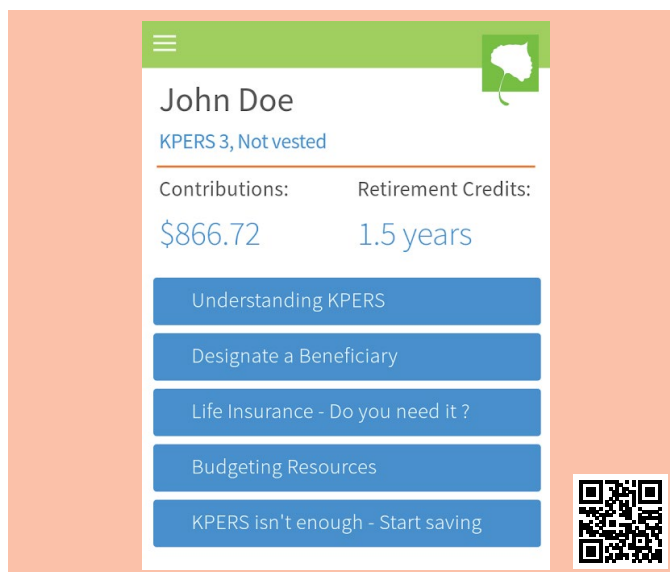 John Doe
KPERS 3, Not vested
Contributions: Retirement Credits:
$866.72 1.5 years
Understanding KPERS
Designate a Beneficiary
Life Insurance - Do you need it ?
Budgeting Resources
KPERS isn't enough - Start saving